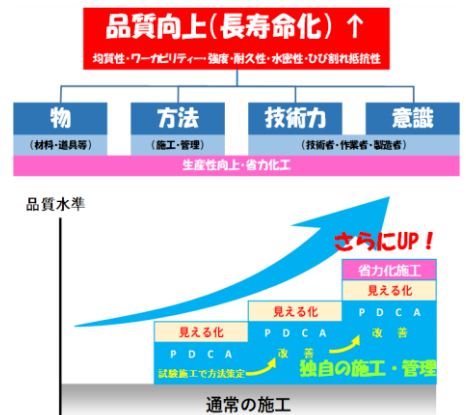 品質向上(長寿命化) ↑
均質性・ワーカビリティー・強度・耐久性・水密性・ひび割れ抵抗性
物 方法 技術力 意識
(材料・道具等) (施工・管理) (技術者・作業者・製造者)
生産性向上・省力化工
品質水準
さらにUP!
省力化施工
見える化
見える化 P D C A
見える化 P D C A 改 善
P D C A 改 善 独自の施工・管理
試験施工で方法策定
通常の施工